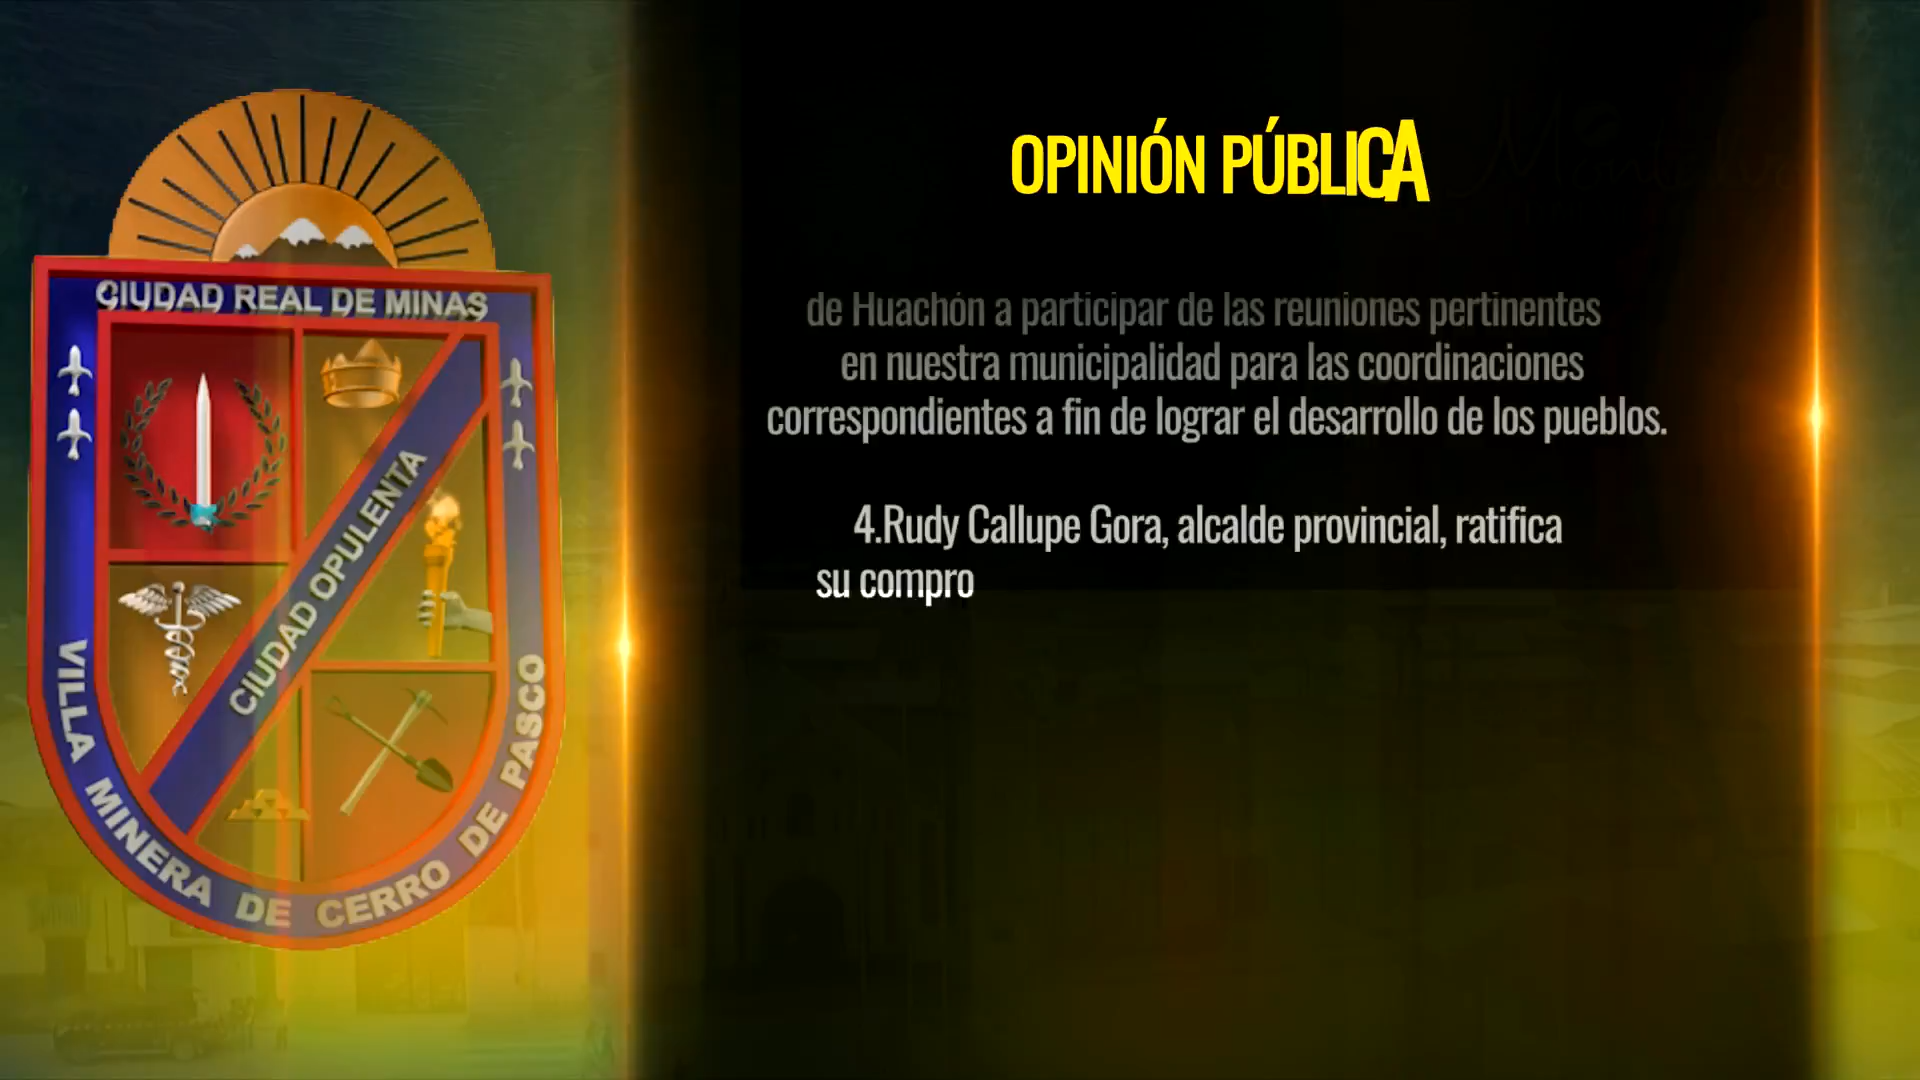 CIUDAD REAL DE MINAS
CIUDAD OPULENTA
VILLA MINERA DE CERRO DE PASCO
OPINIÓN PÚBLICA
de Huachón a participar de las reuniones pertinentes
en nuestra municipalidad para las coordinaciones
correspondientes a fin de lograr el desarrollo de los pueblos.
4.Rudy Callupe Gora, alcalde provincial, ratifica
su compro